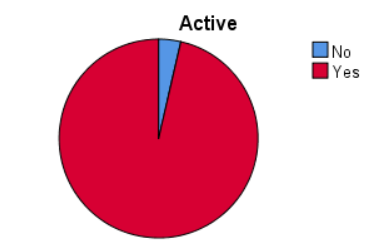 Active
No
Yes